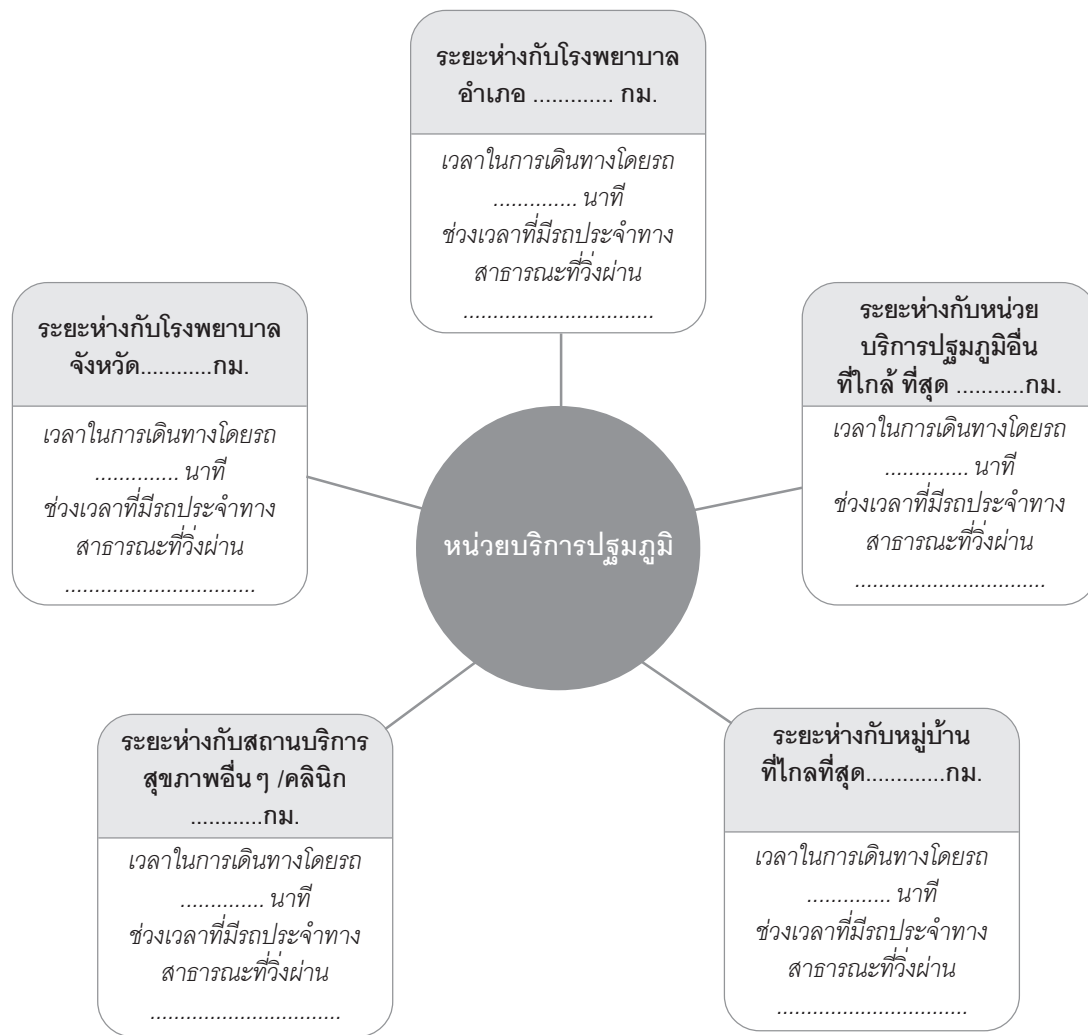 ระยะห่างกับโรงพยาบาล
อำเภอ ............. กม.
เวลาในการเดินทางโดยรถ
.............. นาที
ช่วงเวลาที่มีรถประจำทาง
สาธารณะที่วิ่งผ่าน
................................
ระยะห่างกับโรงพยาบาล
จังหวัด............กม.
เวลาในการเดินทางโดยรถ
.............. นาที
ช่วงเวลาที่มีรถประจำทาง
สาธารณะที่วิ่งผ่าน
................................
ระยะห่างกับหน่วย
บริการปฐมภูมิอื่น
ที่ใกล้ ที่สุด ...........กม.
เวลาในการเดินทางโดยรถ
.............. นาที
ช่วงเวลาที่มีรถประจำทาง
สาธารณะที่วิ่งผ่าน
................................
หน่วยบริการปฐมภูมิ
ระยะห่างกับสถานบริการ
สุขภาพอื่น ๆ /คลินิก
............กม.
เวลาในการเดินทางโดยรถ
.............. นาที
ช่วงเวลาที่มีรถประจำทาง
สาธารณะที่วิ่งผ่าน
................................
ระยะห่างกับหมู่บ้าน
ที่ไกลที่สุด.............กม.
เวลาในการเดินทางโดยรถ
.............. นาที
ช่วงเวลาที่มีรถประจำทาง
สาธารณะที่วิ่งผ่าน
................................